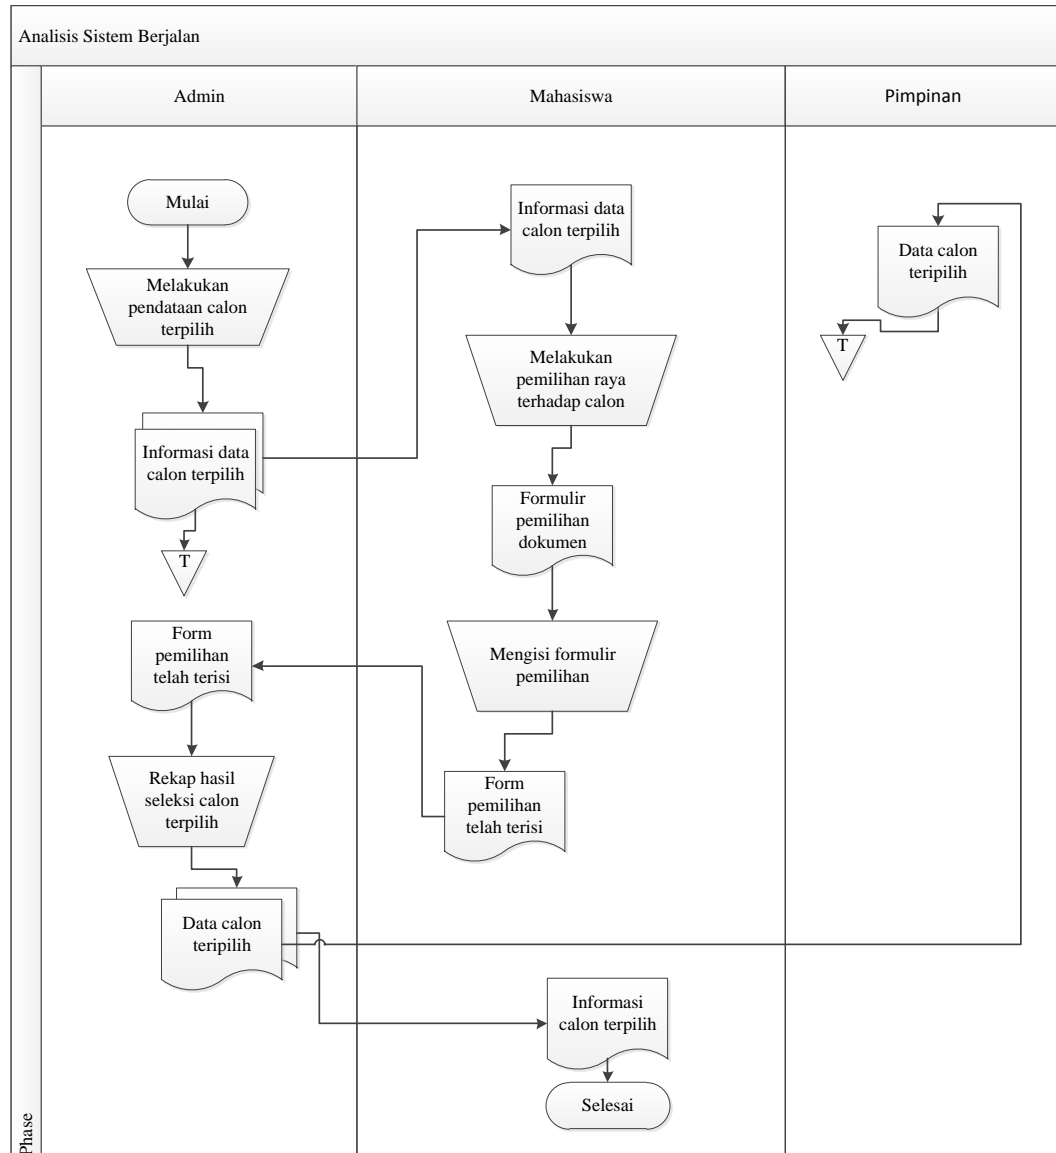 Analisis Sistem Berjalan
Admin
Mahasiswa
Pimpinan
Phase
Mulai
Melakukan
pendataan calon
terpilih
Informasi data
calon terpilih
T
Form
pemilihan
telah terisi
Rekap hasil
seleksi calon
terpilih
Data calon
teripilih
Informasi data
calon terpilih
Melakukan
pemilihan raya
terhadap calon
Formulir
pemilihan
dokumen
Mengisi formulir
pemilihan
Form
pemilihan
telah terisi
Informasi
calon terpilih
Selesai
Data calon
teripilih
T